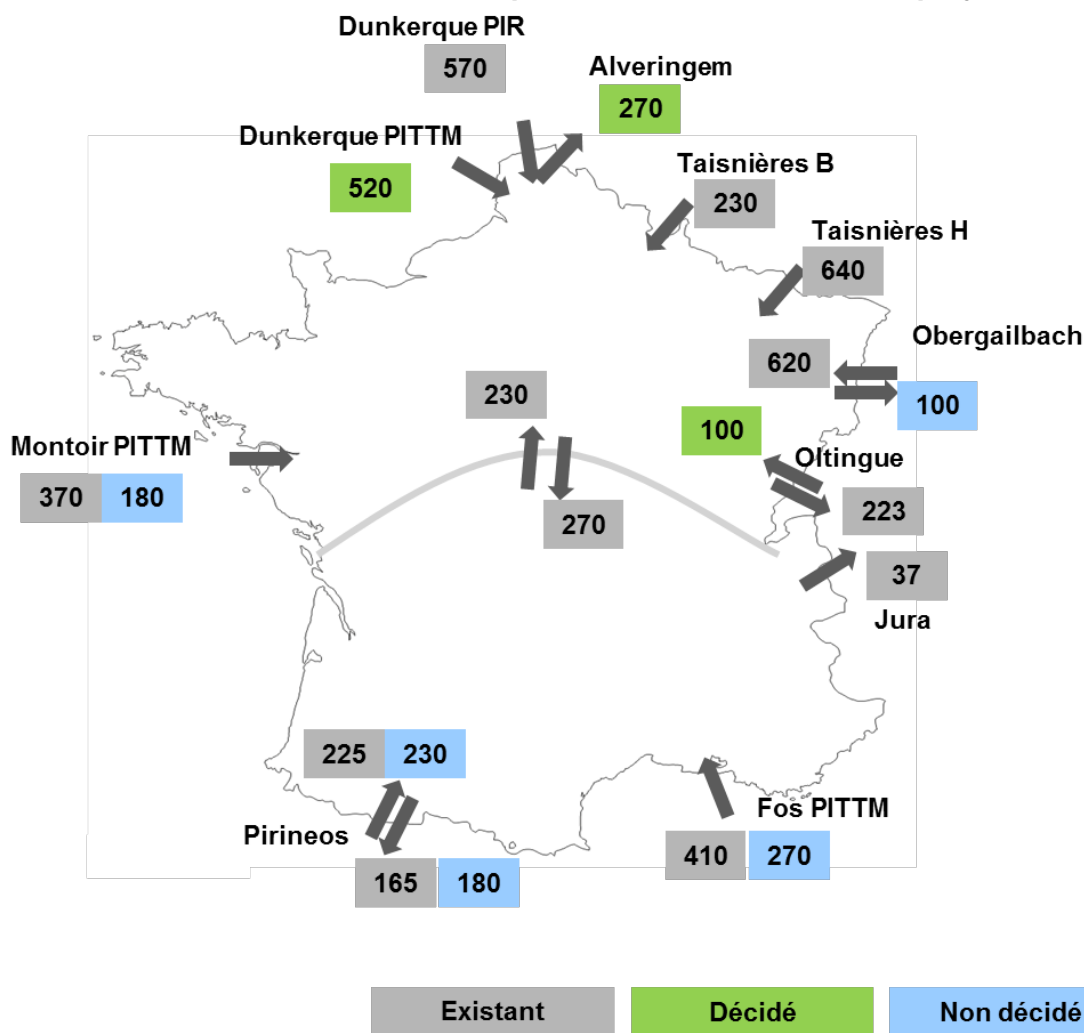 Dunkerque PIR
570
Alveringem
270
Dunkerque PITTM
520
Taisnières B
230
Taisnières H
640
Obergailbach
620
100
230
100
Montoir PITTM
Oltingue
370 180
223
270
37
Jura
225 230
Pirineos
Fos PITTM
410 270
165 180
Existant Décidé Non décidé